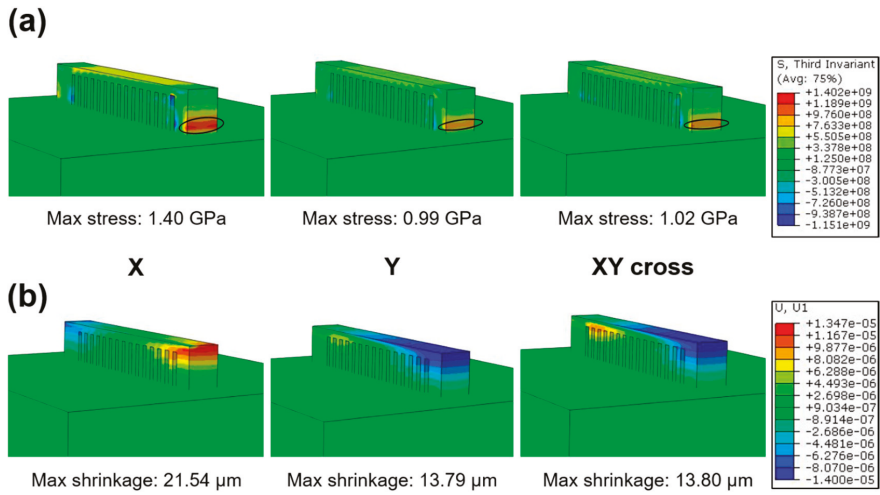 (a)
S, Third Invariant
(Avg: 75%)
+1.402e+09
+1.189e+09
+9.760e+08
+7.633e+08
+5.505e+08
+3.378e+08
+1.250e+08
-8.773e+07
-3.005e+08
-5.132e+08
-7.260e+08
-9.387e+08
-1.151e+09
Max stress: 1.40 GPa
Max stress: 0.99 GPa
Max stress: 1.02 GPa
X
Y
XY cross
(b)
U, U1
+1.347e-05
+1.167e-05
+9.877e-06
+8.082e-06
+6.288e-06
+4.493e-06
+2.698e-06
+9.034e-07
-8.914e-07
-2.686e-06
-4.481e-06
-6.276e-06
-8.070e-06
-1.400e-05
Max shrinkage: 21.54 μm
Max shrinkage: 13.79 μm
Max shrinkage: 13.80 μm